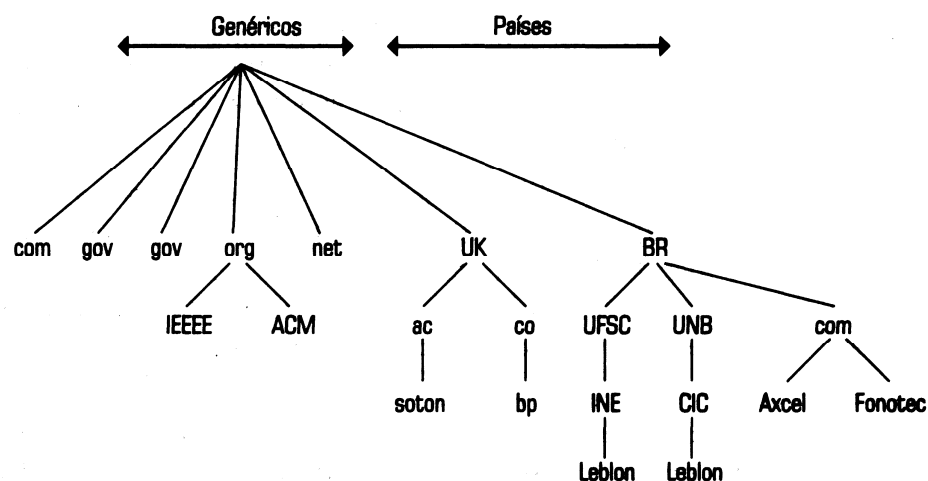 Genéricos Países
com gov gov org net UK BR
IEEEE ACM ac co UFSC UNB com
soton bp INE CIC Axcel Fonotec
Leblon Leblon